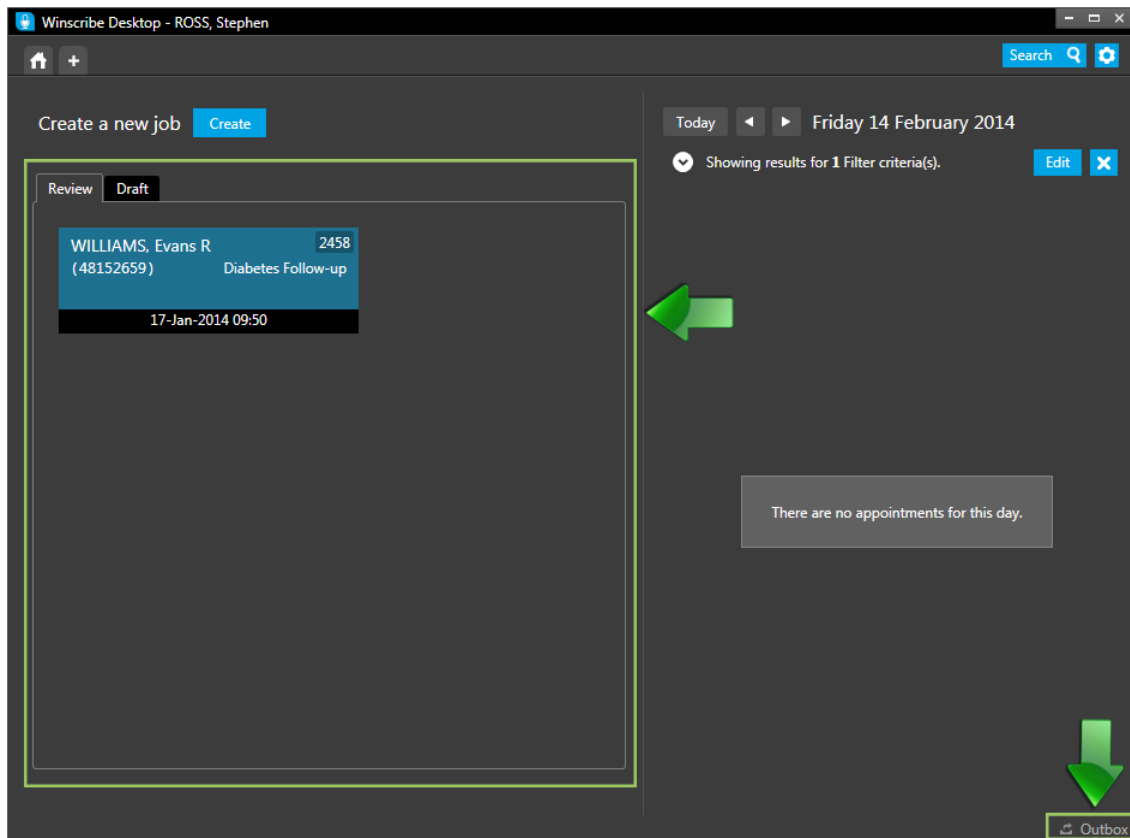 Winscribe Desktop - ROSS, Stephen
Search
Create a new job Create
Today Friday 14 February 2014
Showing results for 1 Filter criteria(s). Edit
Review Draft
WILLIAMS, Evans R 2458
(48152659) Diabetes Follow-up
17-Jan-2014 09:50
There are no appointments for this day.
Outbox